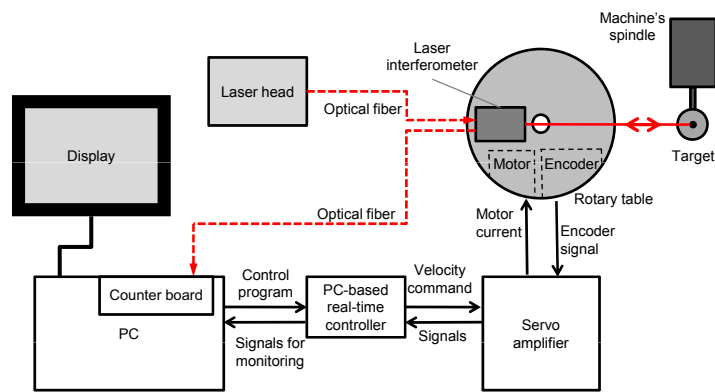 Machine's
spindle
Laser
interferometer
Laser head
Optical fiber
Display
Motor
Encoder
Target
Rotary table
Optical fiber
Motor
current
Encoder
signal
Counter board
PC
Control
program
Signals for
monitoring
PC-based
real-time
controller
Velocity
command
Signals
Servo
amplifier